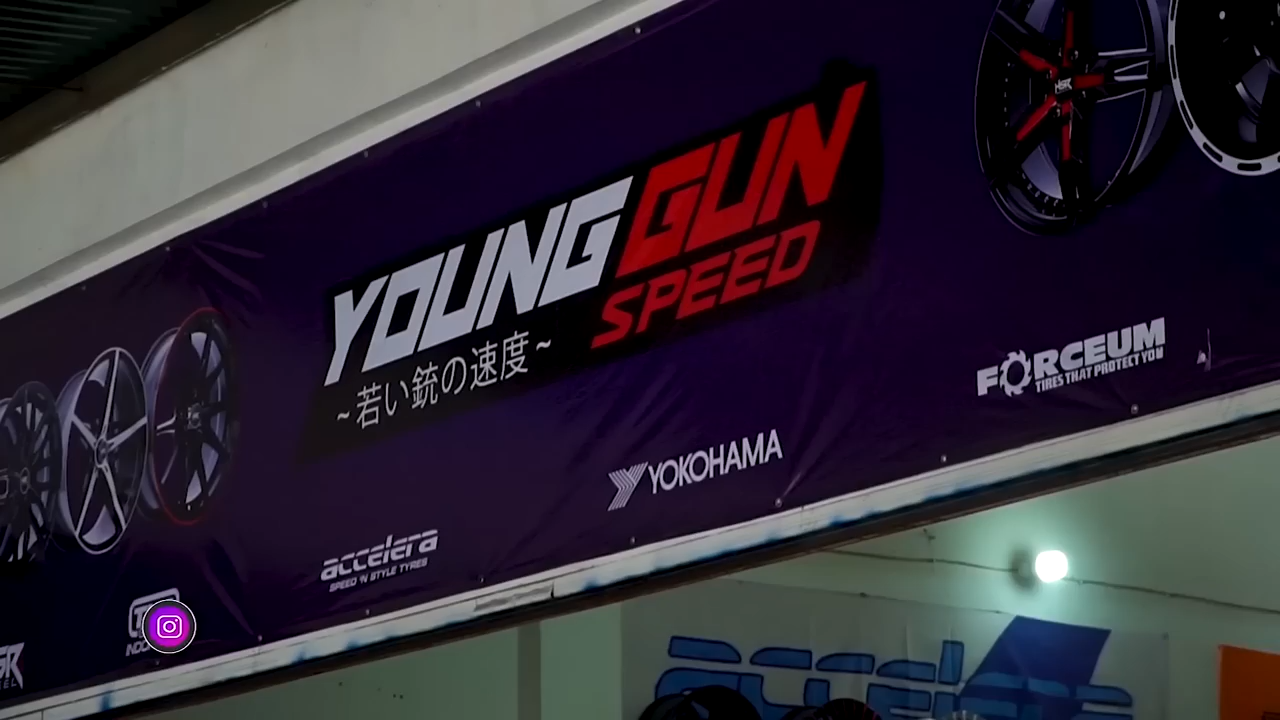 YOUNG GUN
SPEED
~若い銃の速度~
FORCEUM
TIRES THAT PROTECT YOU
YOKOHAMA
accelera
SPEED 'N STYLE TYRES